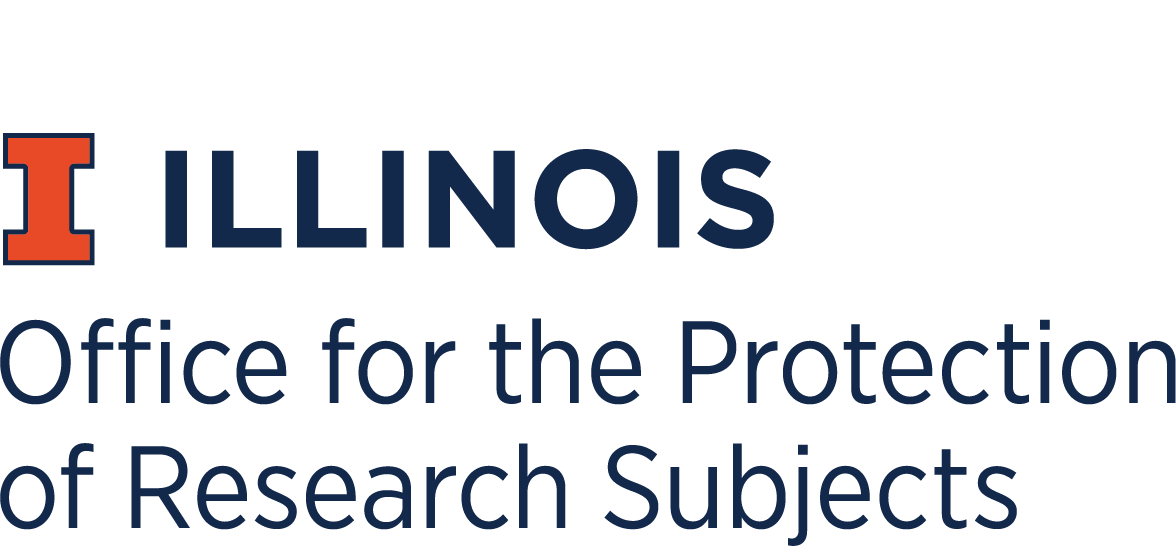 I ILLINOIS
Office for the Protection
of Research Subjects